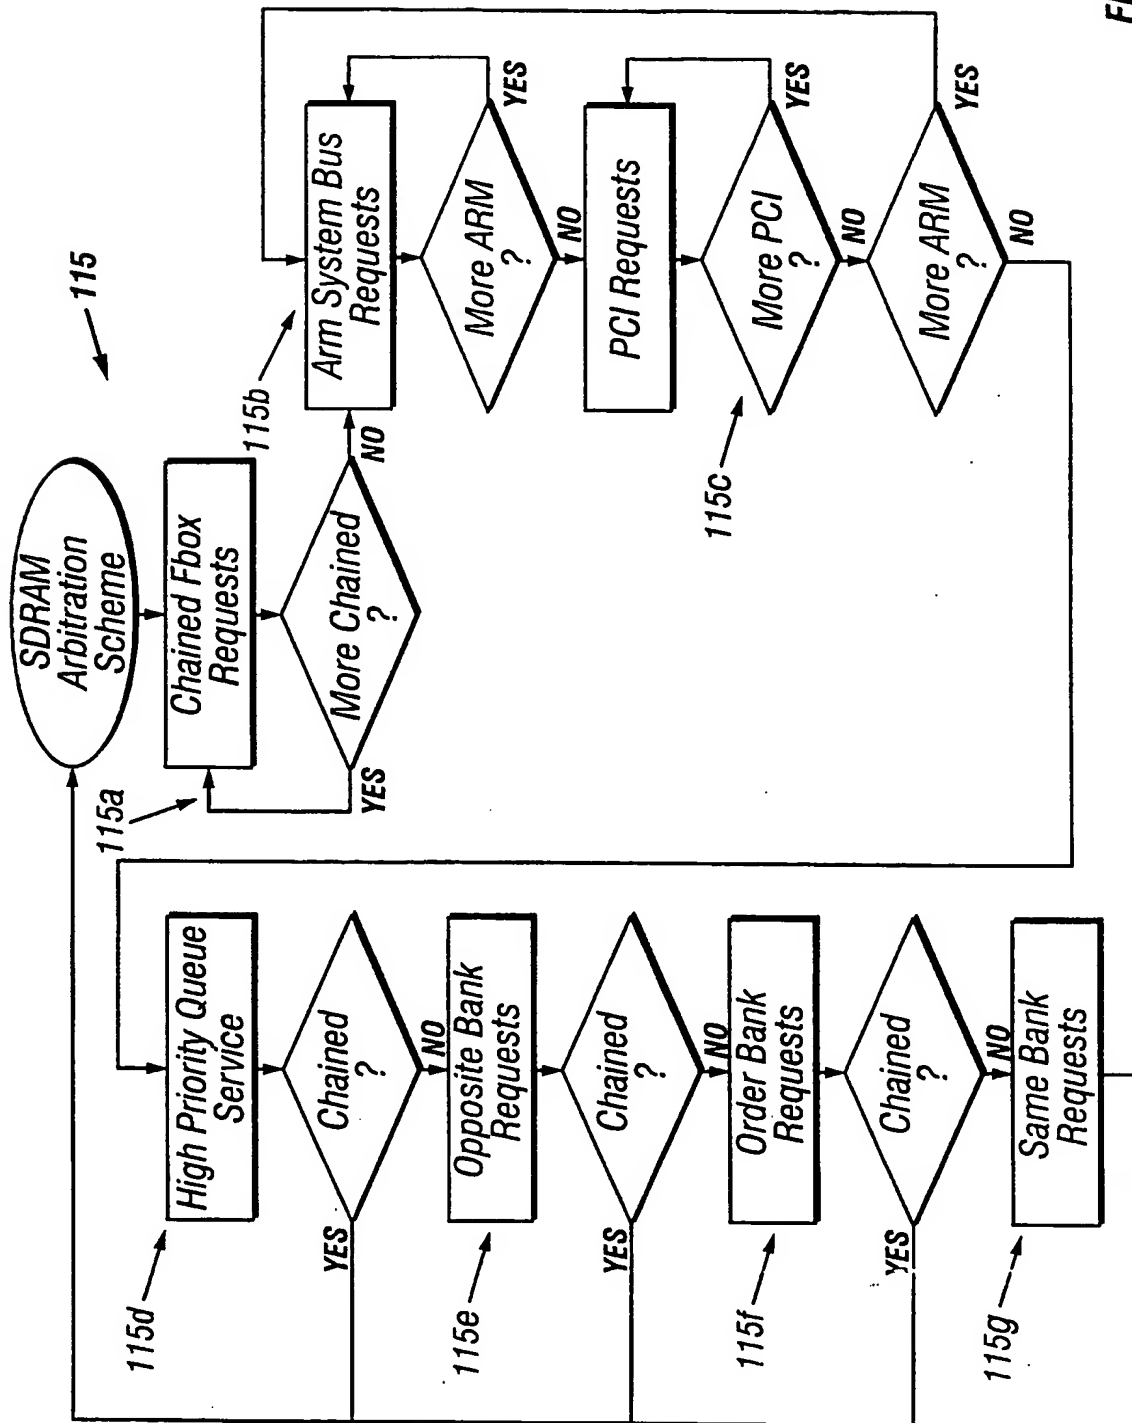 SDRAM
Arbitration
Scheme
115
Chained Fbox
Requests
115a
More Chained
?
YES
NO
115b
Arm System Bus
Requests
More ARM
?
YES
NO
PCI Requests
115c
More PCI
?
YES
NO
More ARM
?
YES
NO
High Priority Queue
Service
115d
Chained
?
YES
NO
Opposite Bank
Requests
115e
Chained
?
YES
NO
Order Bank
Requests
115f
Chained
?
YES
NO
Same Bank
Requests
115g